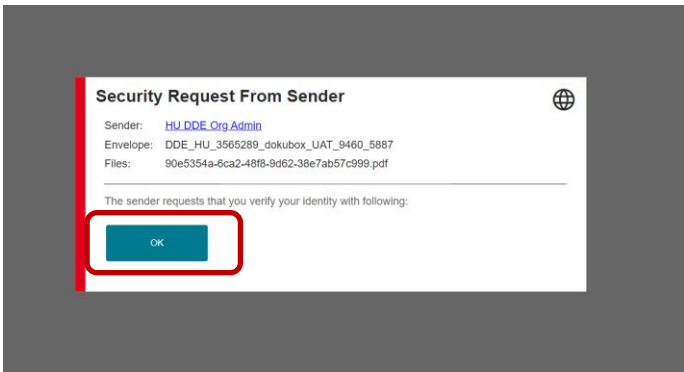 Security Request From Sender
Sender: HU DDE Org Admin
Envelope: DDE_HU_3565289_dokubox_UAT_9460_5887
Files: 90e5354a-6ca2-48f8-9d62-38e7ab57c999.pdf
The sender requests that you verify your identity with following:
OK